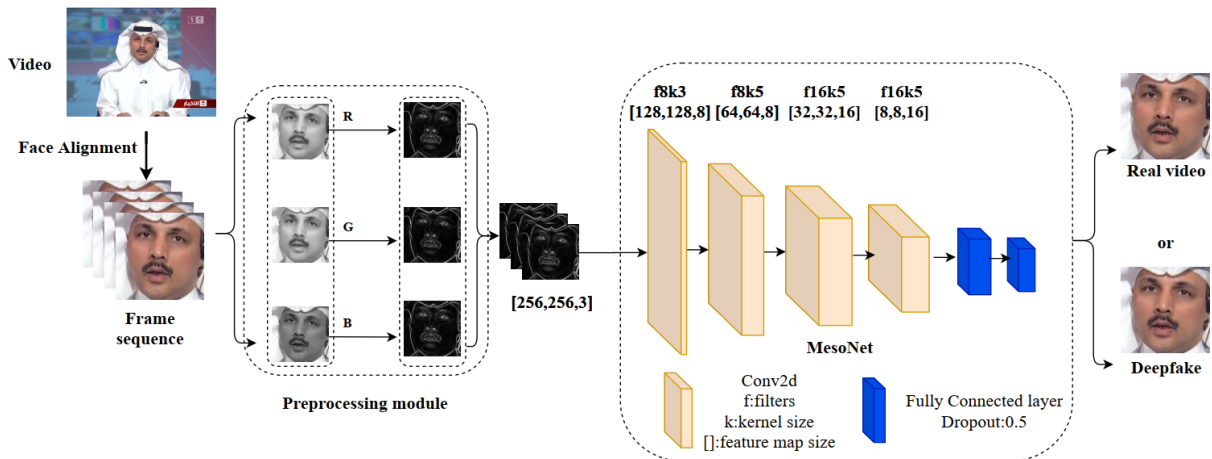 Video
الأخبار
Face Alignment
Frame
sequence
R
G
B
Preprocessing module
[256,256,3]
f8k3
[128,128,8]
f8k5
[64,64,8]
f16k5
[32,32,16]
f16k5
[8,8,16]
MesoNet
Conv2d
f:filters
k:kernel size
[]:feature map size
Fully Connected layer
Dropout:0.5
Real video
or
Deepfake